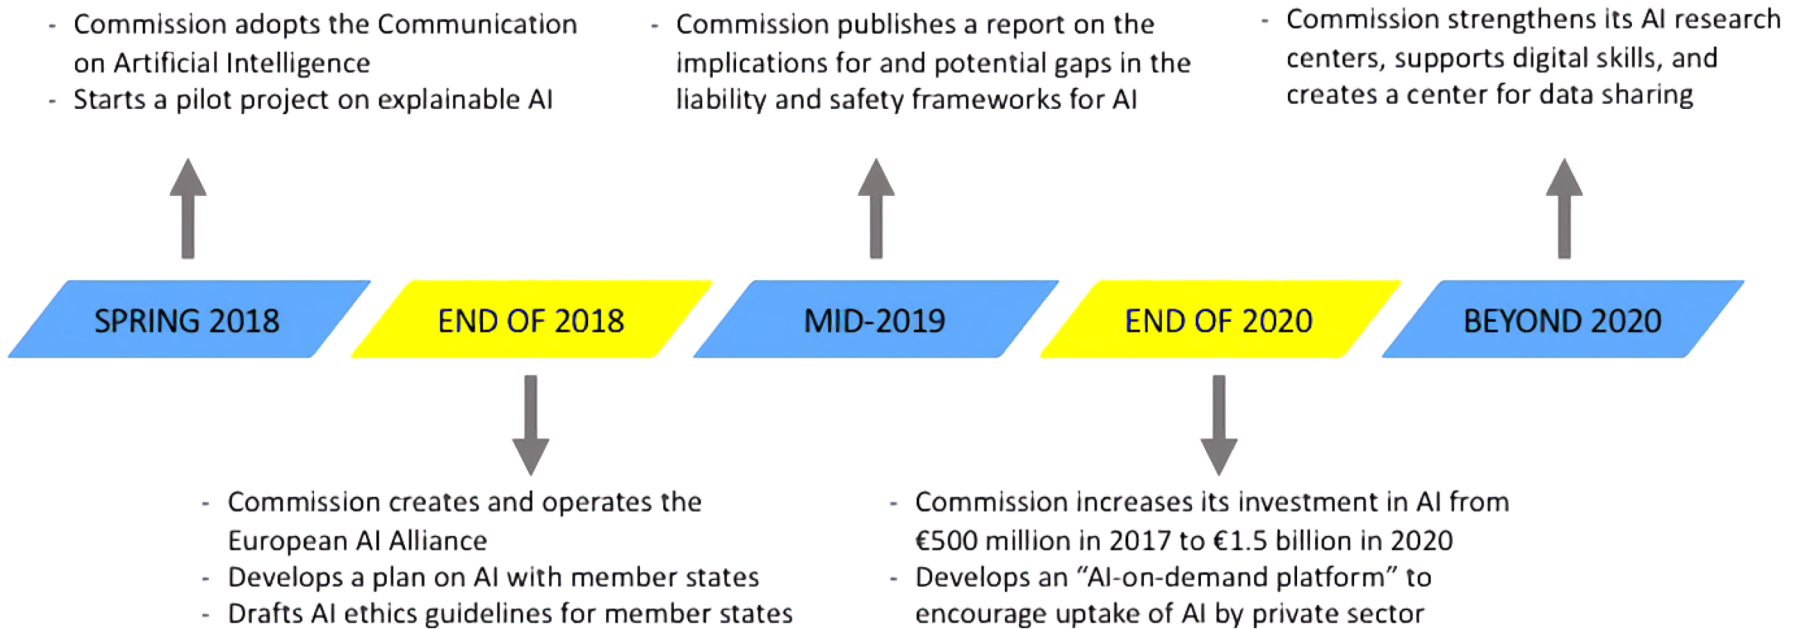 - Commission adopts the Communication
on Artificial Intelligence
- Starts a pilot project on explainable AI
- Commission publishes a report on the
implications for and potential gaps in the
liability and safety frameworks for AI
- Commission strengthens its AI research
centers, supports digital skills, and
creates a center for data sharing
SPRING 2018
END OF 2018
MID-2019
END OF 2020
BEYOND 2020
- Commission creates and operates the
European AI Alliance
- Develops a plan on AI with member states
- Drafts AI ethics guidelines for member states
- Commission increases its investment in AI from
€500 million in 2017 to €1.5 billion in 2020
- Develops an “AI-on-demand platform” to
encourage uptake of AI by private sector